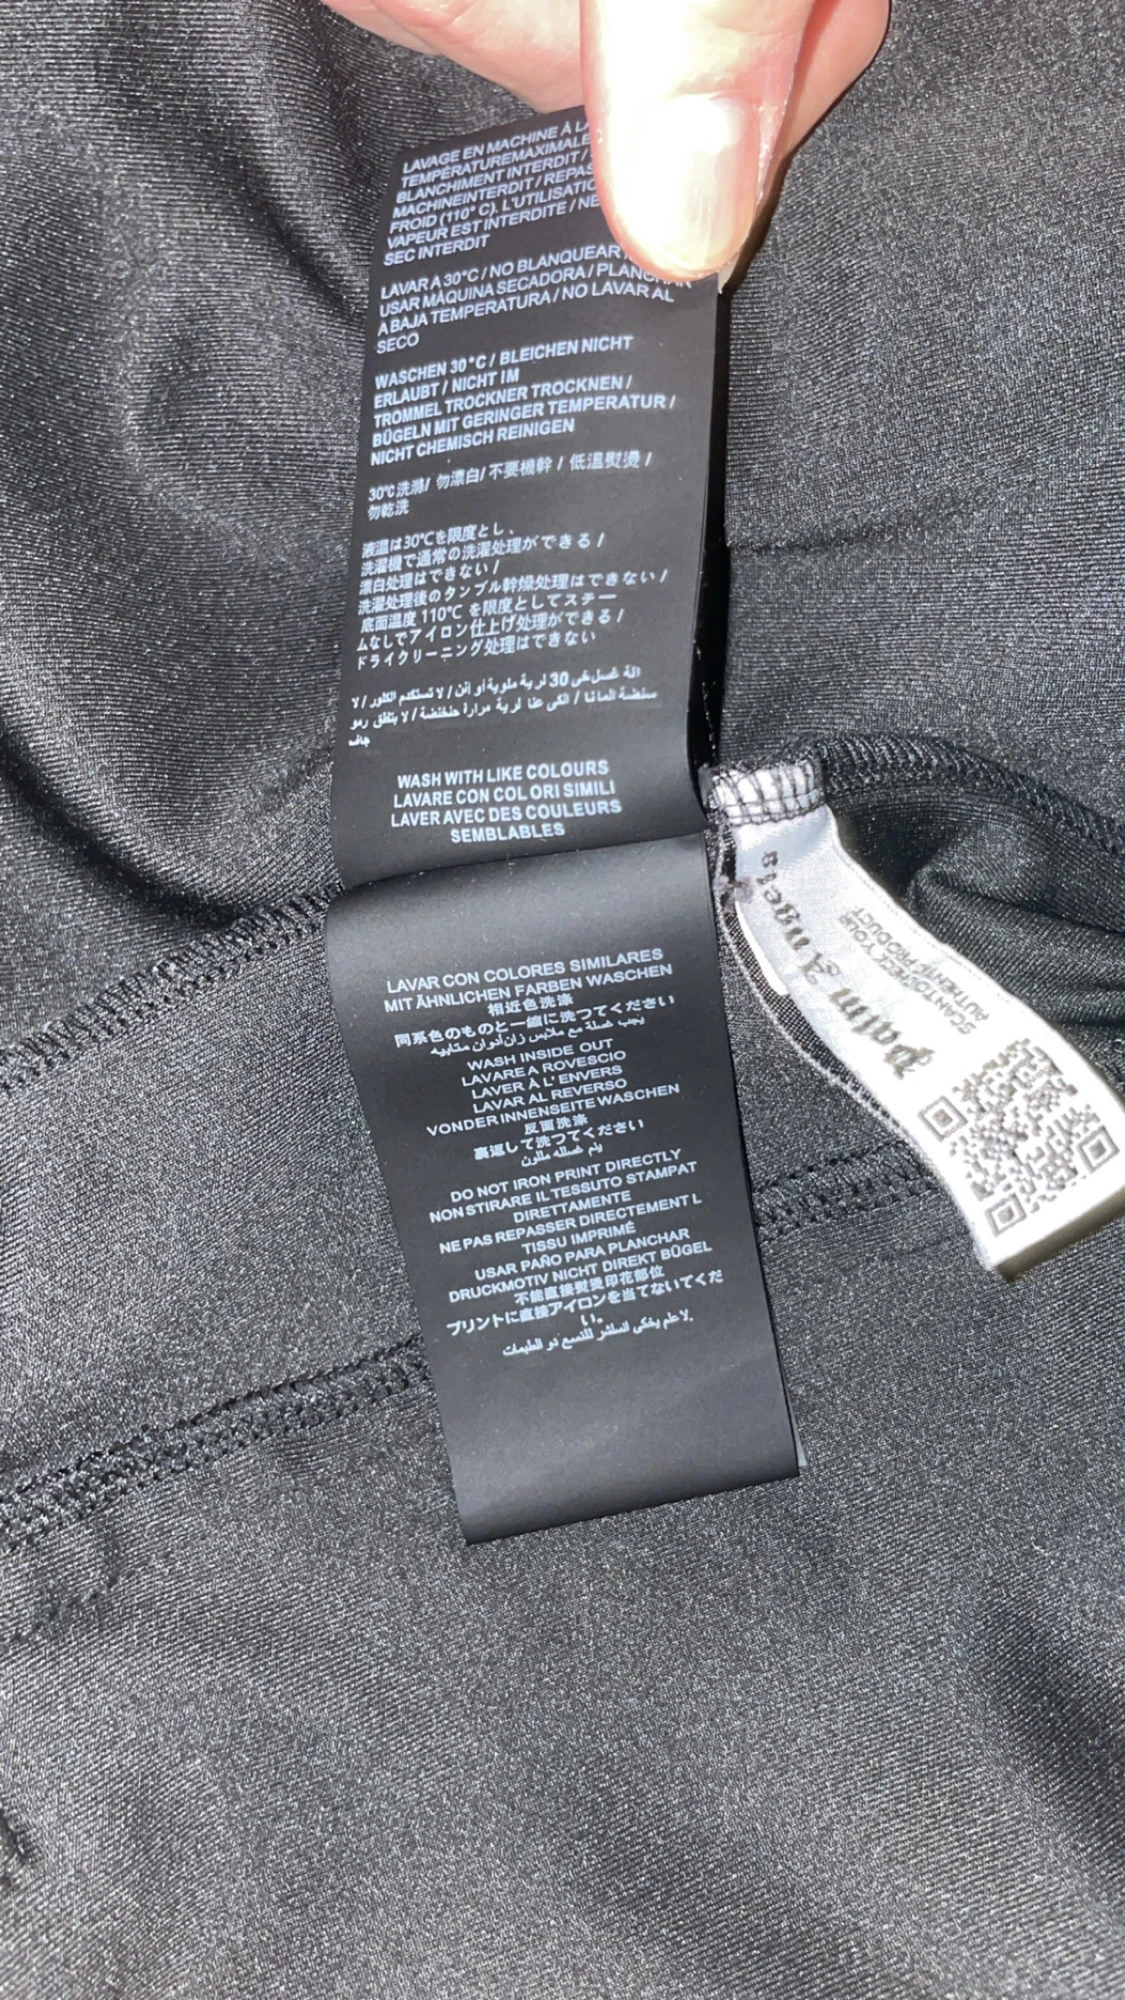 LAVAGE EN MACHINE À
TEMPÉRATUREMAXIMALE
BLANCHIMENT INTERDIT /
MACHINEINTERDIT /
FROID (110° C). L'UTILISATIO
VAPEUR EST INTERDITE / NE
SEC INTERDIT
LAVAR A 30°C / NO BLANQUEAR
USAR MÁQUINA SECADORA / PLANCHAR
A BAJA TEMPERATURA / NO LAVAR AL
SECO
WASCHEN 30°C / BLEICHEN NICHT
ERLAUBT / NICHT IM
TROMMEL TROCKNER TROCKNEN /
BÜGELN MIT GERINGER TEMPERATUR /
NICHT CHEMISCH REINIGEN
30℃洗滌/ 勿漂白/ 不要機幹 / 低溫熨燙 /
勿乾洗
液温は30℃を限度とし、
洗濯機で通常の洗濯処理ができる /
漂白処理はできない /
洗濯処理後のタンブル幹燥処理はできない /
底面温度 110℃ を限度としてスチー
ムなしでアイロン仕上げ処理ができる /
ドライクリーニング処理はできない
WASH WITH LIKE COLOURS
LAVARE CON COLORI SIMILI
LAVER AVEC DES COULEURS
SEMBLABLES
LAVAR CON COLORES SIMILARES
MIT ÄHNLICHEN FARBEN WASCHEN
相近色洗滌
同系色のものと一緒に洗つてください
WASH INSIDE OUT
LAVARE A ROVESCIO
LAVER À L' ENVERS
LAVAR AL REVERSO
VONDER INNENSEITE WASCHEN
反面洗滌
裏返して洗つてください
DO NOT IRON PRINT DIRECTLY
NON STIRARE IL TESSUTO STAMPAT
DIRETTAMENTE
NE PAS REPASSER DIRECTEMENT L
TISSU IMPRIMÉ
USAR PAÑO PARA PLANCHAR
DRUCKMOTIV NICHT DIREKT BÜGEL
不能直接熨燙印花部位
プリントに直接アイロンを当てないでくだ
い。
Palm Angels
SCAN TO CHECK YOUR
AUTHENTIC PRODUCT